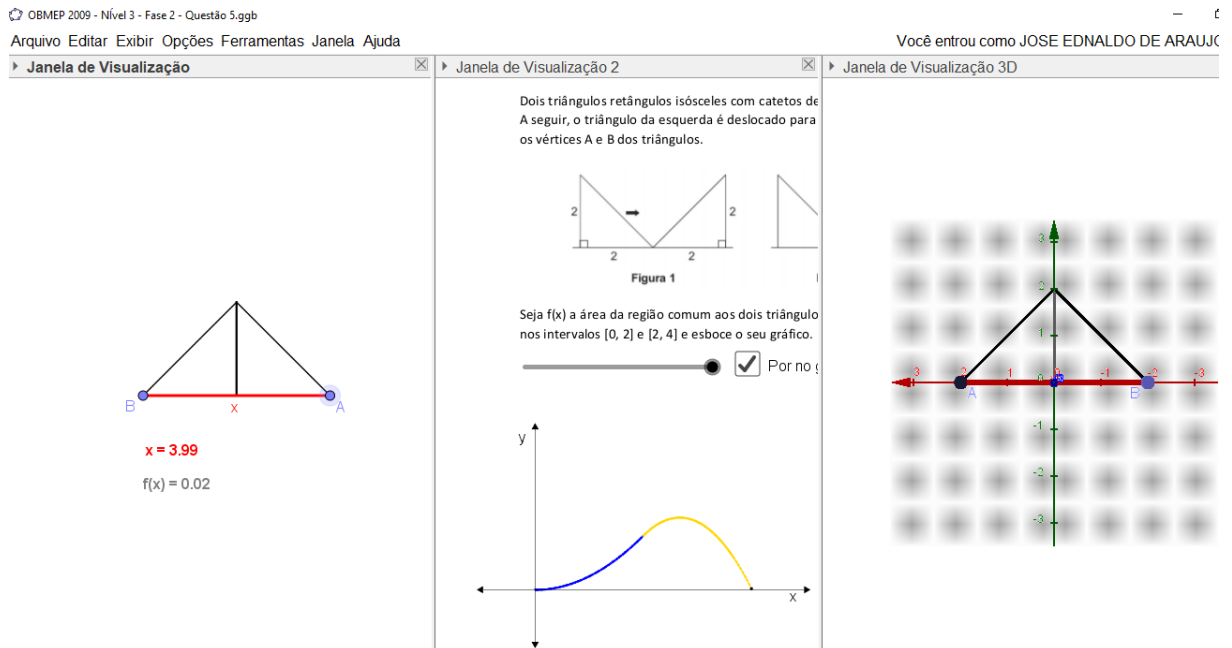 OBMEP 2009 - NÍvel 3 - Fase 2 - Questão 5.ggb
Arquivo Editar Exibir Opções Ferramentas Janela Ajuda
Você entrou como JOSE EDNALDO DE ARAUJO
Janela de Visualização
Janela de Visualização 2
Janela de Visualização 3D
B
x
A
x = 3.99
f(x) = 0.02
Dois triângulos retângulos isósceles com catetos de
A seguir, o triângulo da esquerda é deslocado para
os vértices A e B dos triângulos.
2
2
2
2
Figura 1
Seja f(x) a área da região comum aos dois triângulo
nos intervalos [0, 2] e [2, 4] e esboce o seu gráfico.
Por no
y
x
3
2
1
3
2
1
0
0
-1
-2
-3
A
B
-1
-2
-3